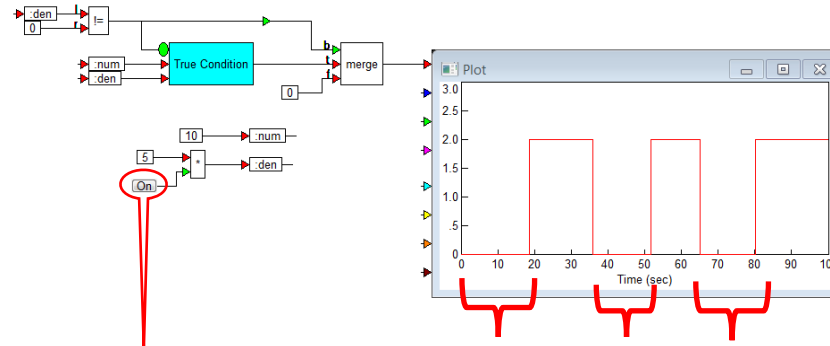 :den
l
r
0
!=
:num
:den
True Condition
b
t
f
merge
0
10
:num
5
*
:den
On
Plot
3.0
2.5
2.0
1.5
1.0
.5
0
0 10 20 30 40 50 60 70 80 90 100
Time (sec)